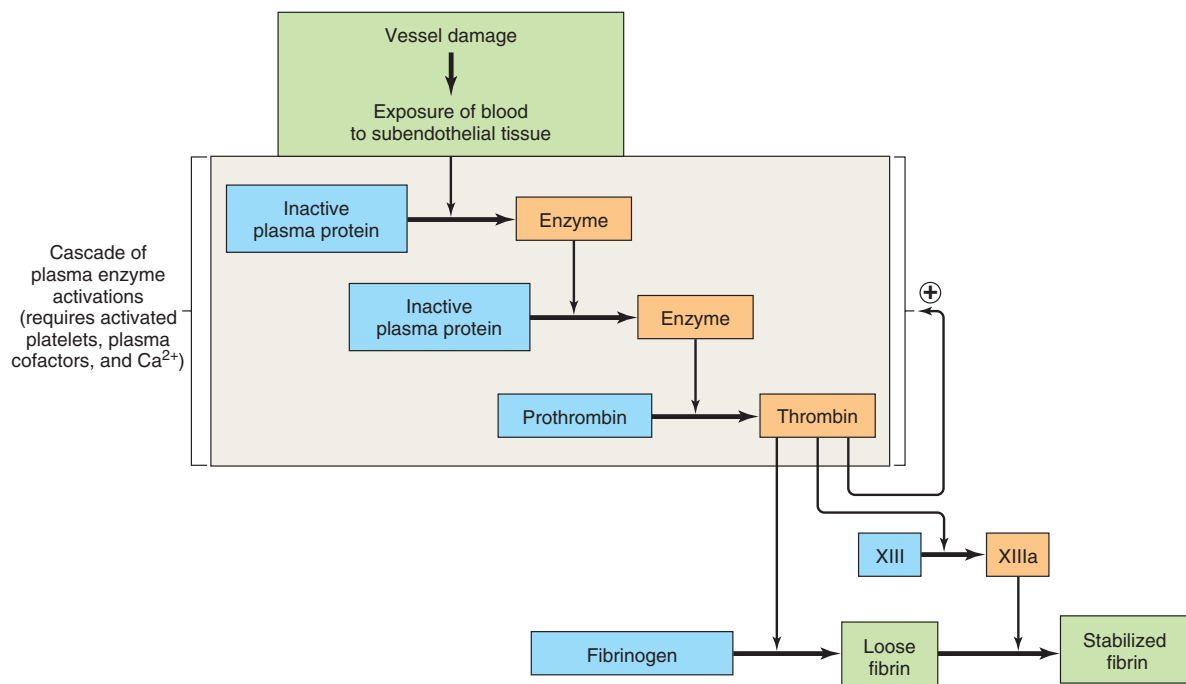 Vessel damage
Exposure of blood
to subendothelial tissue
Inactive
plasma protein
Enzyme
Cascade of
plasma enzyme
activations
(requires activated
platelets, plasma
cofactors, and Ca²⁺)
Inactive
plasma protein
Enzyme
+
Prothrombin
Thrombin
XIII
XIIIa
Fibrinogen
Loose
fibrin
Stabilized
fibrin